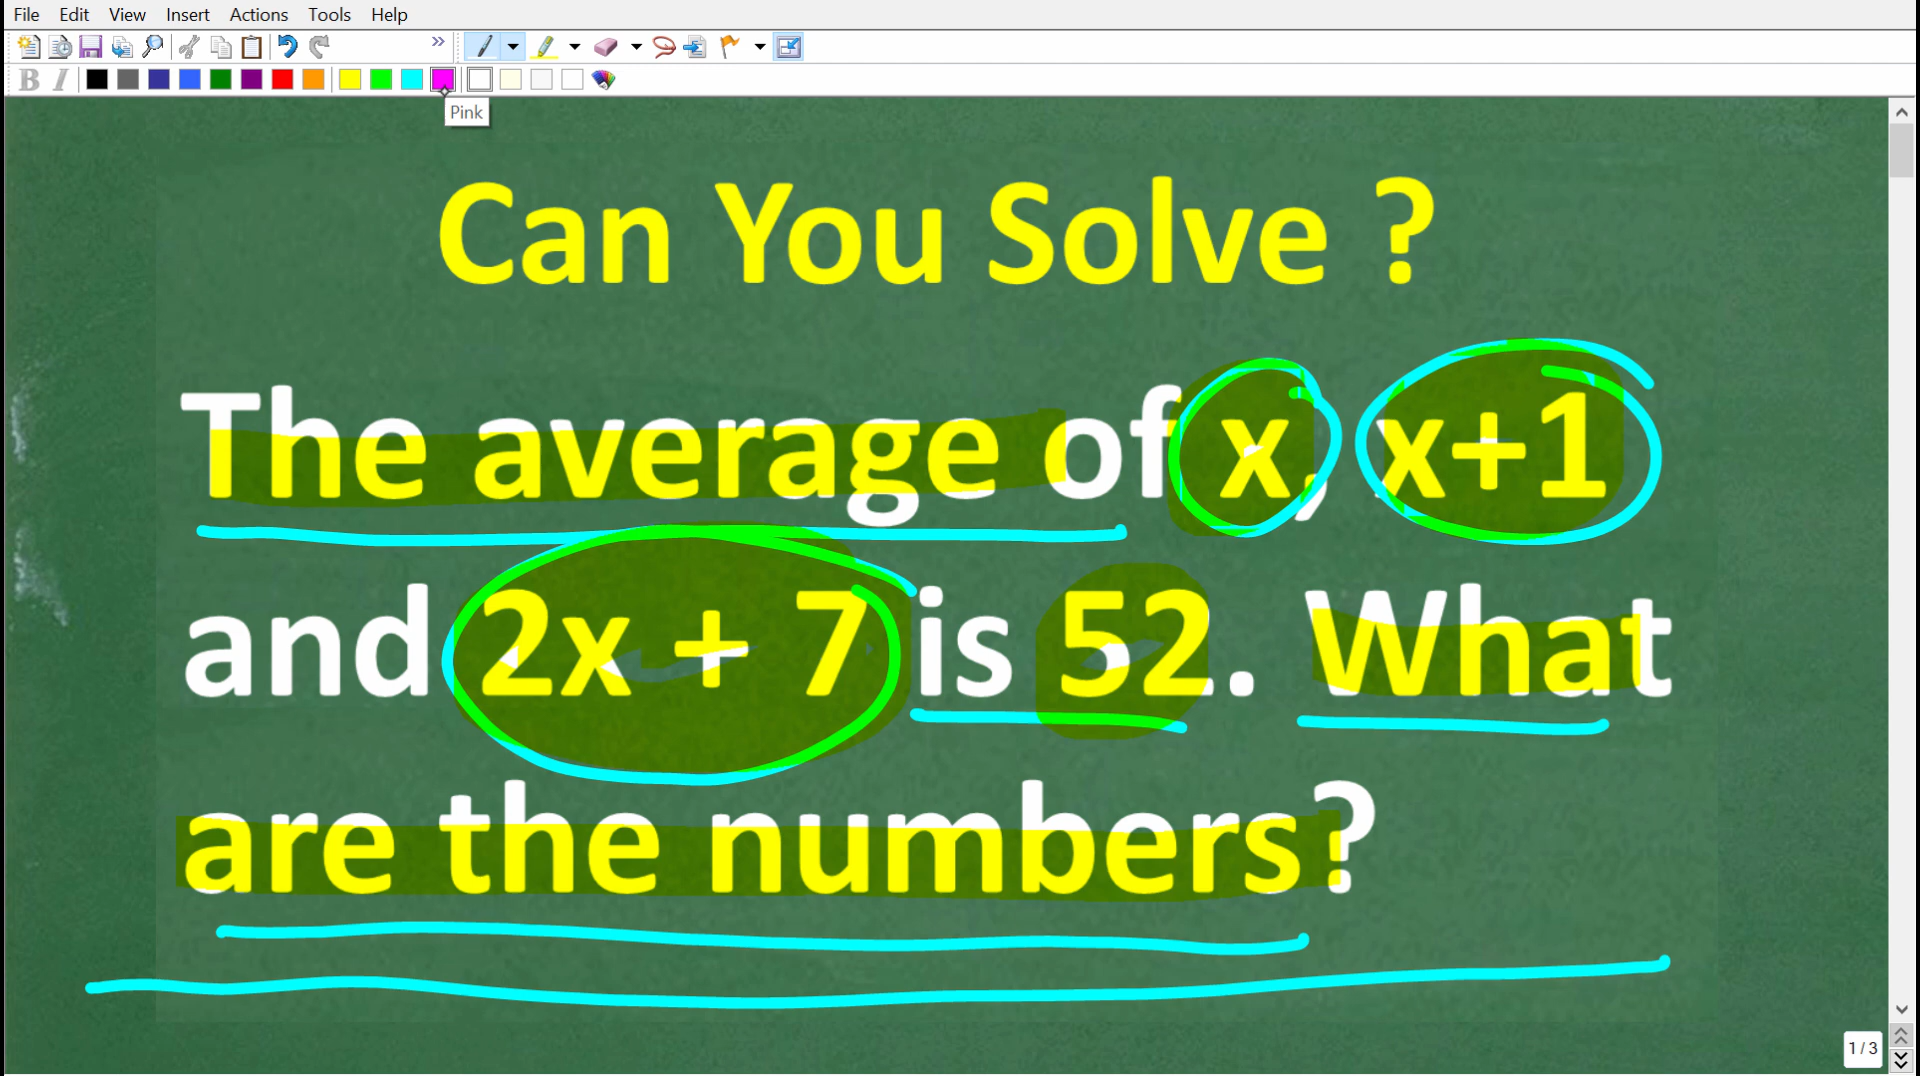 File Edit View Insert Actions Tools Help
»
B I
Pink
Can You Solve ?
The average of x, x+1
and 2x + 7 is 52. What
are the numbers?
1 / 3